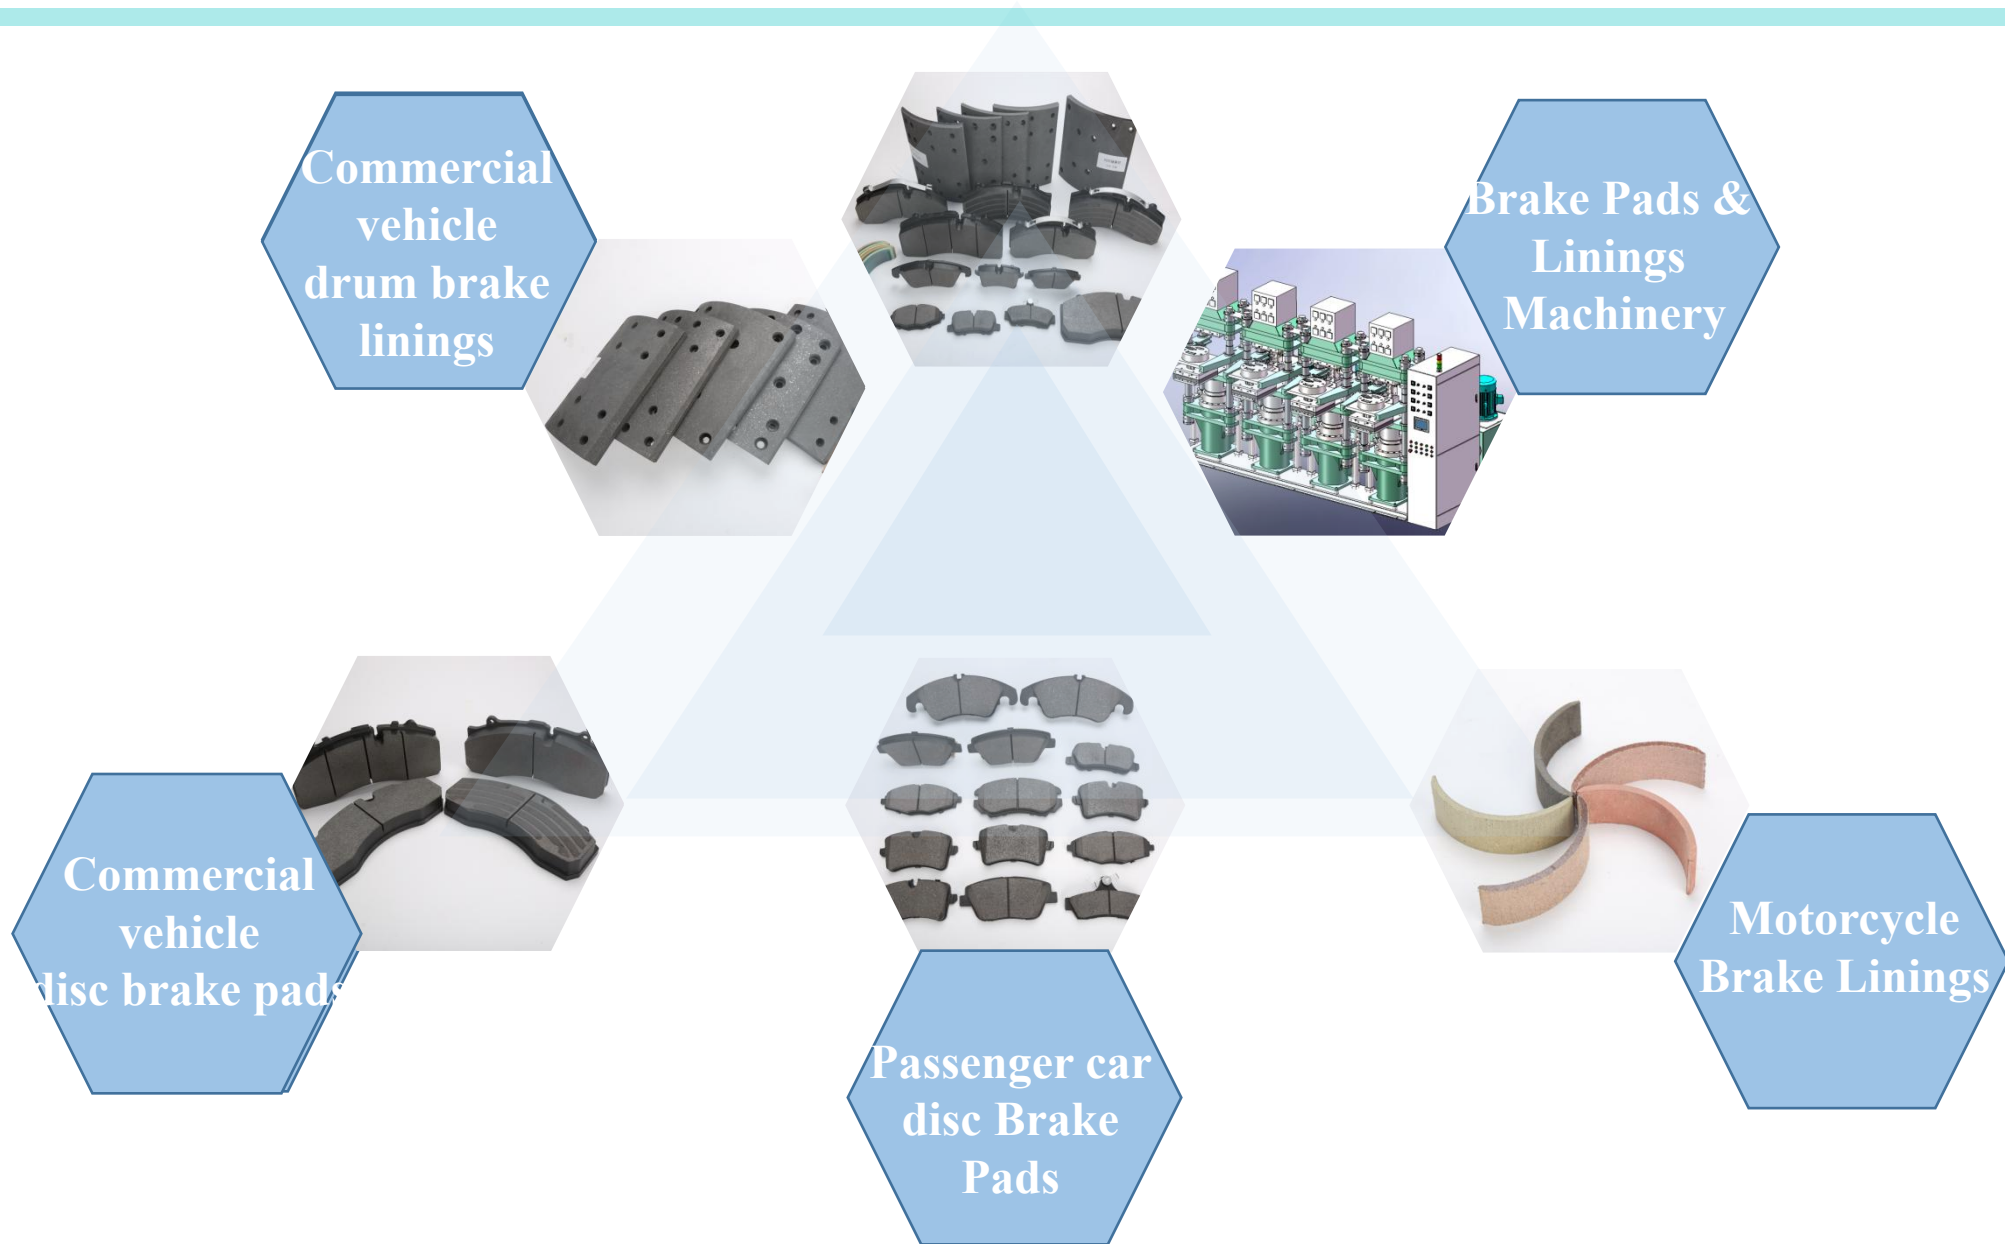 Commercial
vehicle
drum brake
linings
Brake Pads &
Linings
Machinery
Commercial
vehicle
disc brake pads
Passenger car
disc Brake
Pads
Motorcycle
Brake Linings